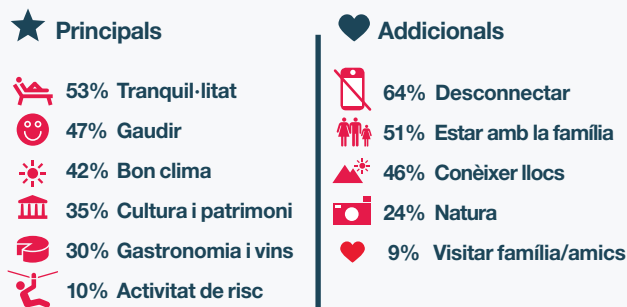 Principals
53% Tranquil·litat
47% Gaudir
42% Bon clima
35% Cultura i patrimoni
30% Gastronomia i vins
10% Activitat de risc
Addicionals
64% Desconnectar
51% Estar amb la família
46% Conèixer llocs
24% Natura
9% Visitar família/amics